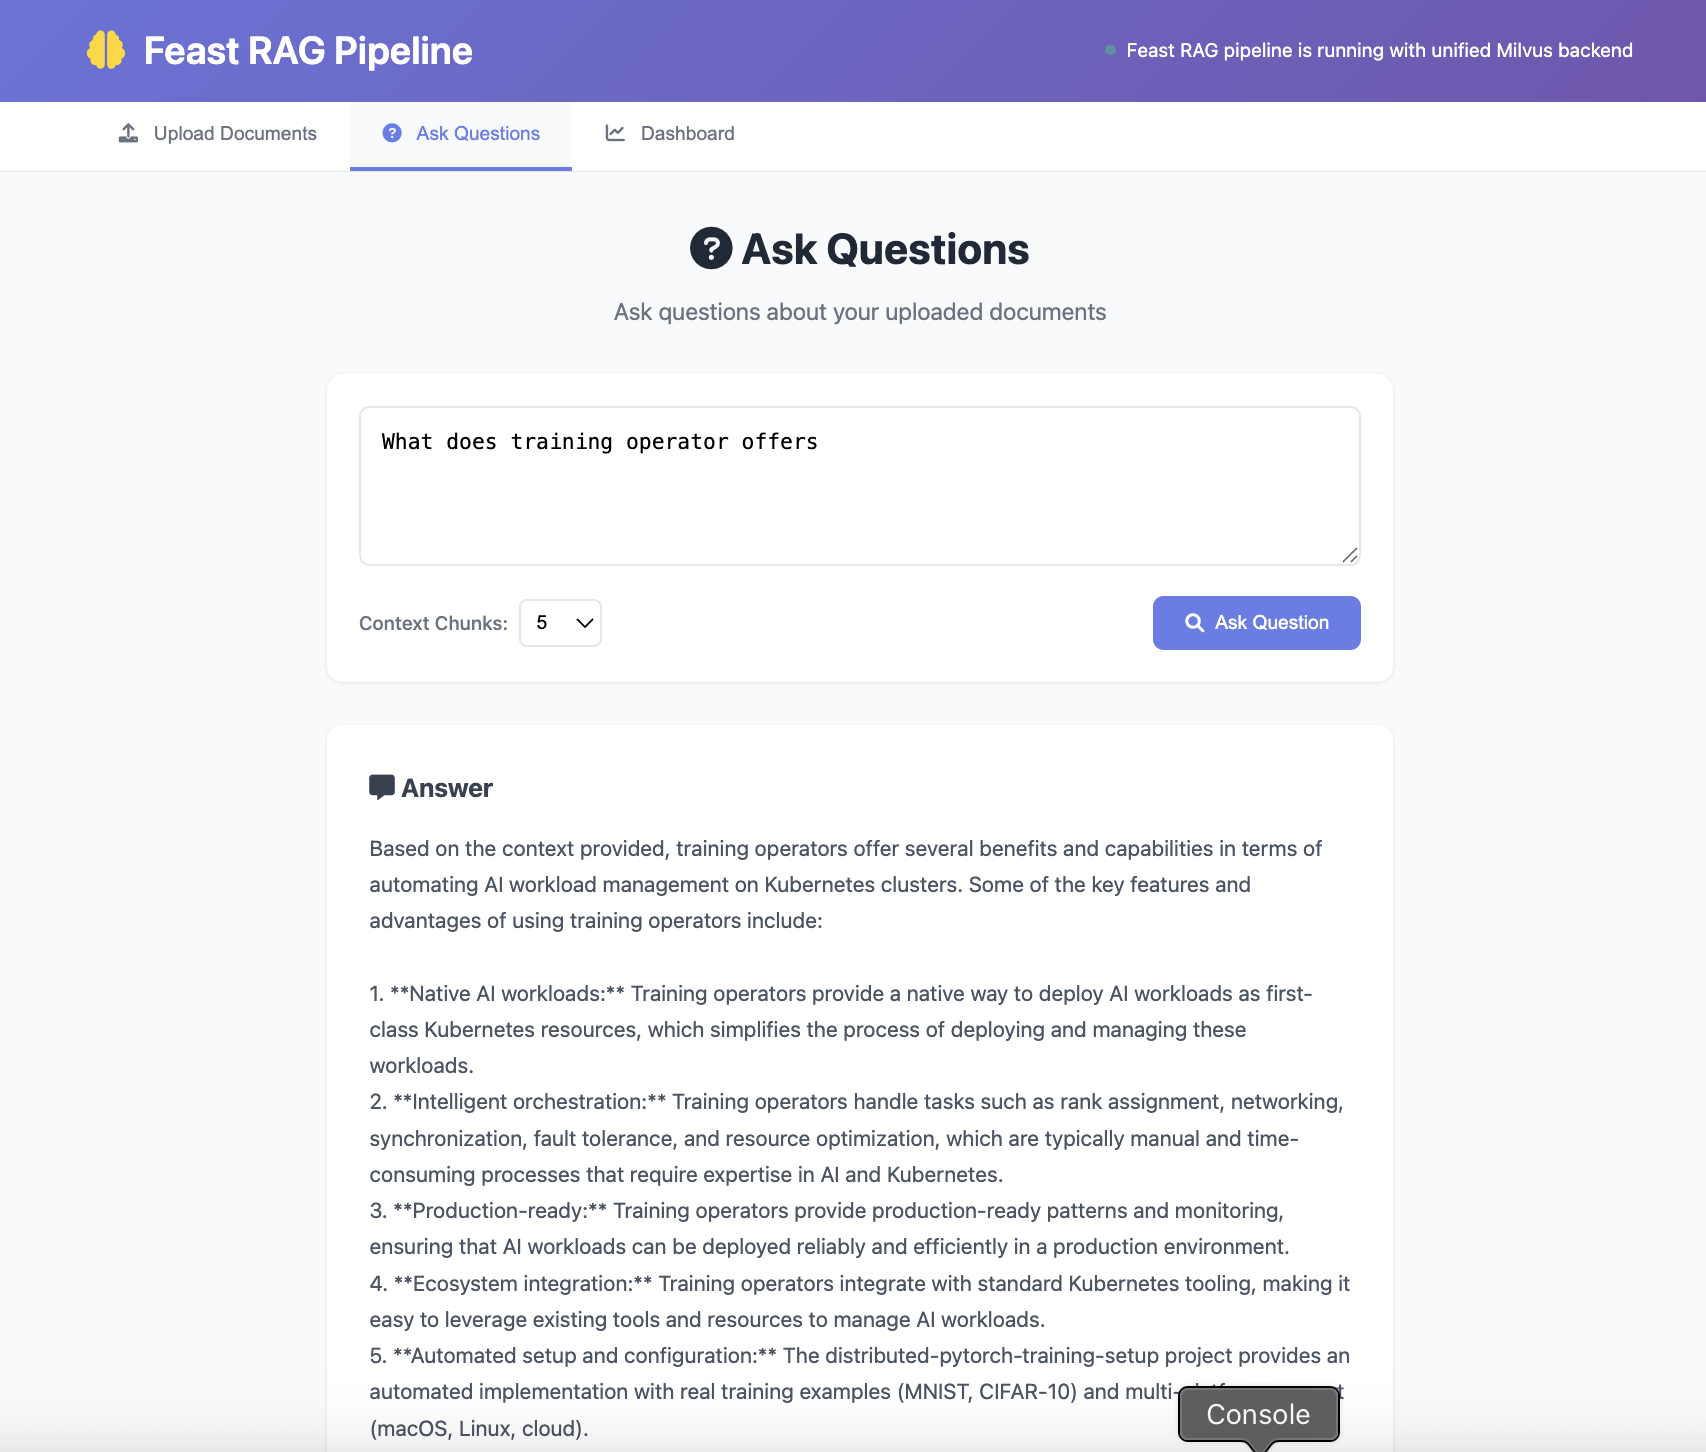 Feast RAG Pipeline
Feast RAG pipeline is running with unified Milvus backend
Upload Documents
Ask Questions
Dashboard
Ask Questions
Ask questions about your uploaded documents
What does training operator offers
Context Chunks: 5
Ask Question
Answer
Based on the context provided, training operators offer several benefits and capabilities in terms of
automating AI workload management on Kubernetes clusters. Some of the key features and
advantages of using training operators include:
1. **Native AI workloads:** Training operators provide a native way to deploy AI workloads as first-
class Kubernetes resources, which simplifies the process of deploying and managing these
workloads.
2. **Intelligent orchestration:** Training operators handle tasks such as rank assignment, networking,
synchronization, fault tolerance, and resource optimization, which are typically manual and time-
consuming processes that require expertise in AI and Kubernetes.
3. **Production-ready:** Training operators provide production-ready patterns and monitoring,
ensuring that AI workloads can be deployed reliably and efficiently in a production environment.
4. **Ecosystem integration:** Training operators integrate with standard Kubernetes tooling, making it
easy to leverage existing tools and resources to manage AI workloads.
5. **Automated setup and configuration:** The distributed-pytorch-training-setup project provides an
automated implementation with real training examples (MNIST, CIFAR-10) and
(macOS, Linux, cloud).
Console